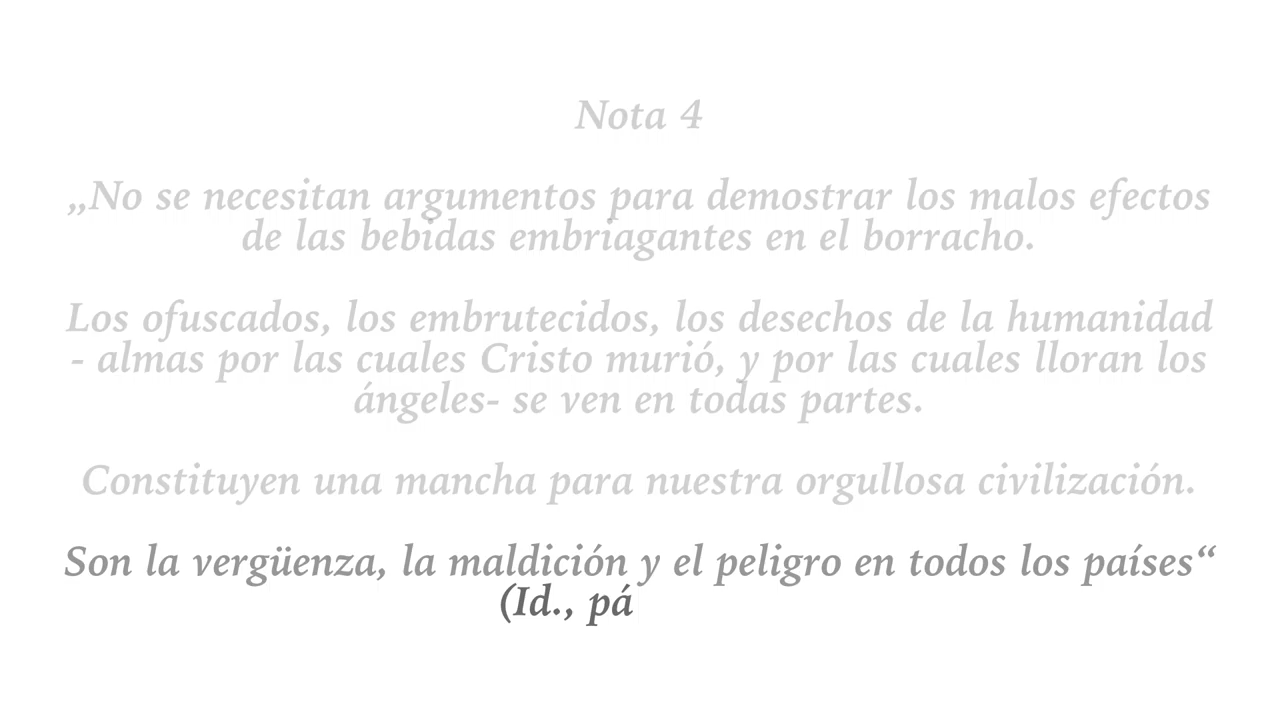 Nota 4
„No se necesitan argumentos para demostrar los malos efectos
de las bebidas embriagantes en el borracho.
Los ofuscados, los embrutecidos, los desechos de la humanidad
- almas por las cuales Cristo murió, y por las cuales lloran los
ángeles- se ven en todas partes.
Constituyen una mancha para nuestra orgullosa civilización.
Son la vergüenza, la maldición y el peligro en todos los países“
(Id., pá